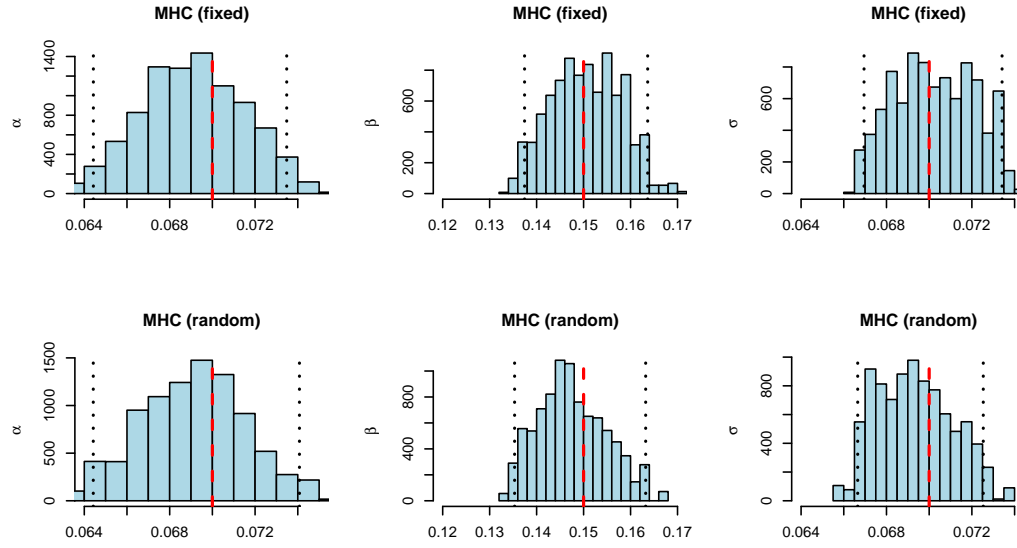 MHC (fixed)
α
0 400 800 1400
0.064 0.068 0.072
MHC (fixed)
β
0 200 600
0.12 0.13 0.14 0.15 0.16 0.17
MHC (fixed)
σ
0 200 600
0.064 0.068 0.072
MHC (random)
α
0 500 1000 1500
0.064 0.068 0.072
MHC (random)
β
0 400 800
0.12 0.13 0.14 0.15 0.16 0.17
MHC (random)
σ
0 400 800
0.064 0.068 0.072